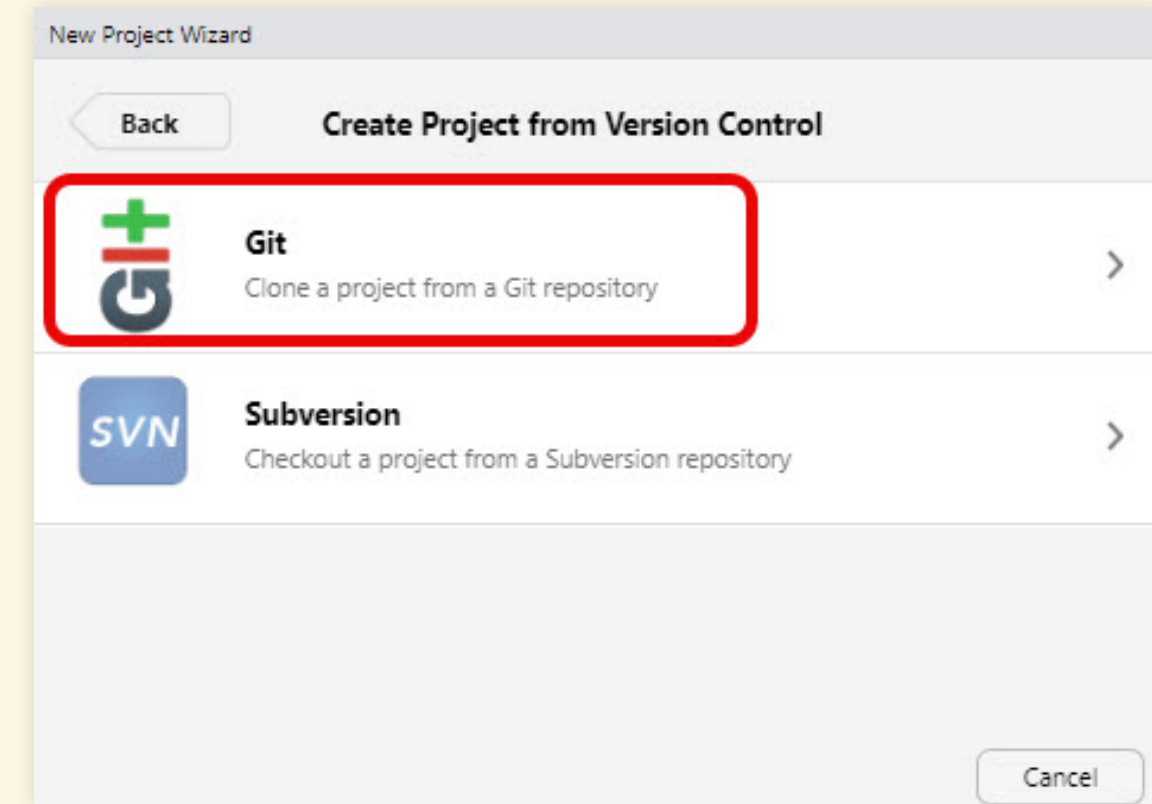 New Project Wizard
Back
Create Project from Version Control
git
Git
Clone a project from a Git repository
SVN
Subversion
Checkout a project from a Subversion repository
Cancel